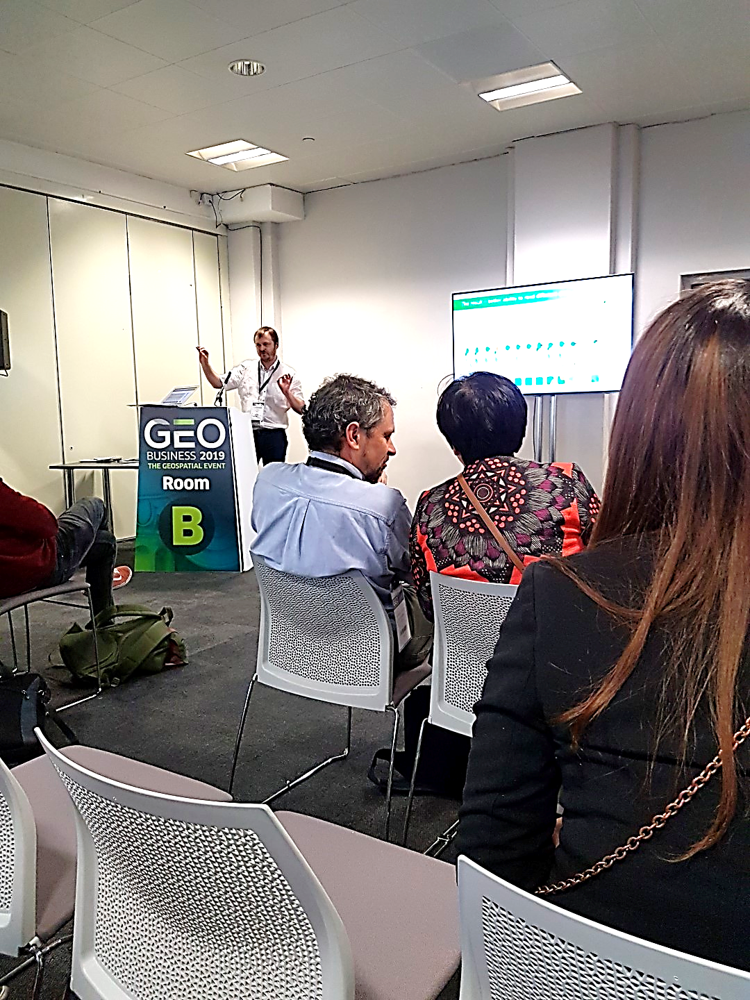 GEO
BUSINESS 2019
THE GEOSPATIAL EVENT
Room
B